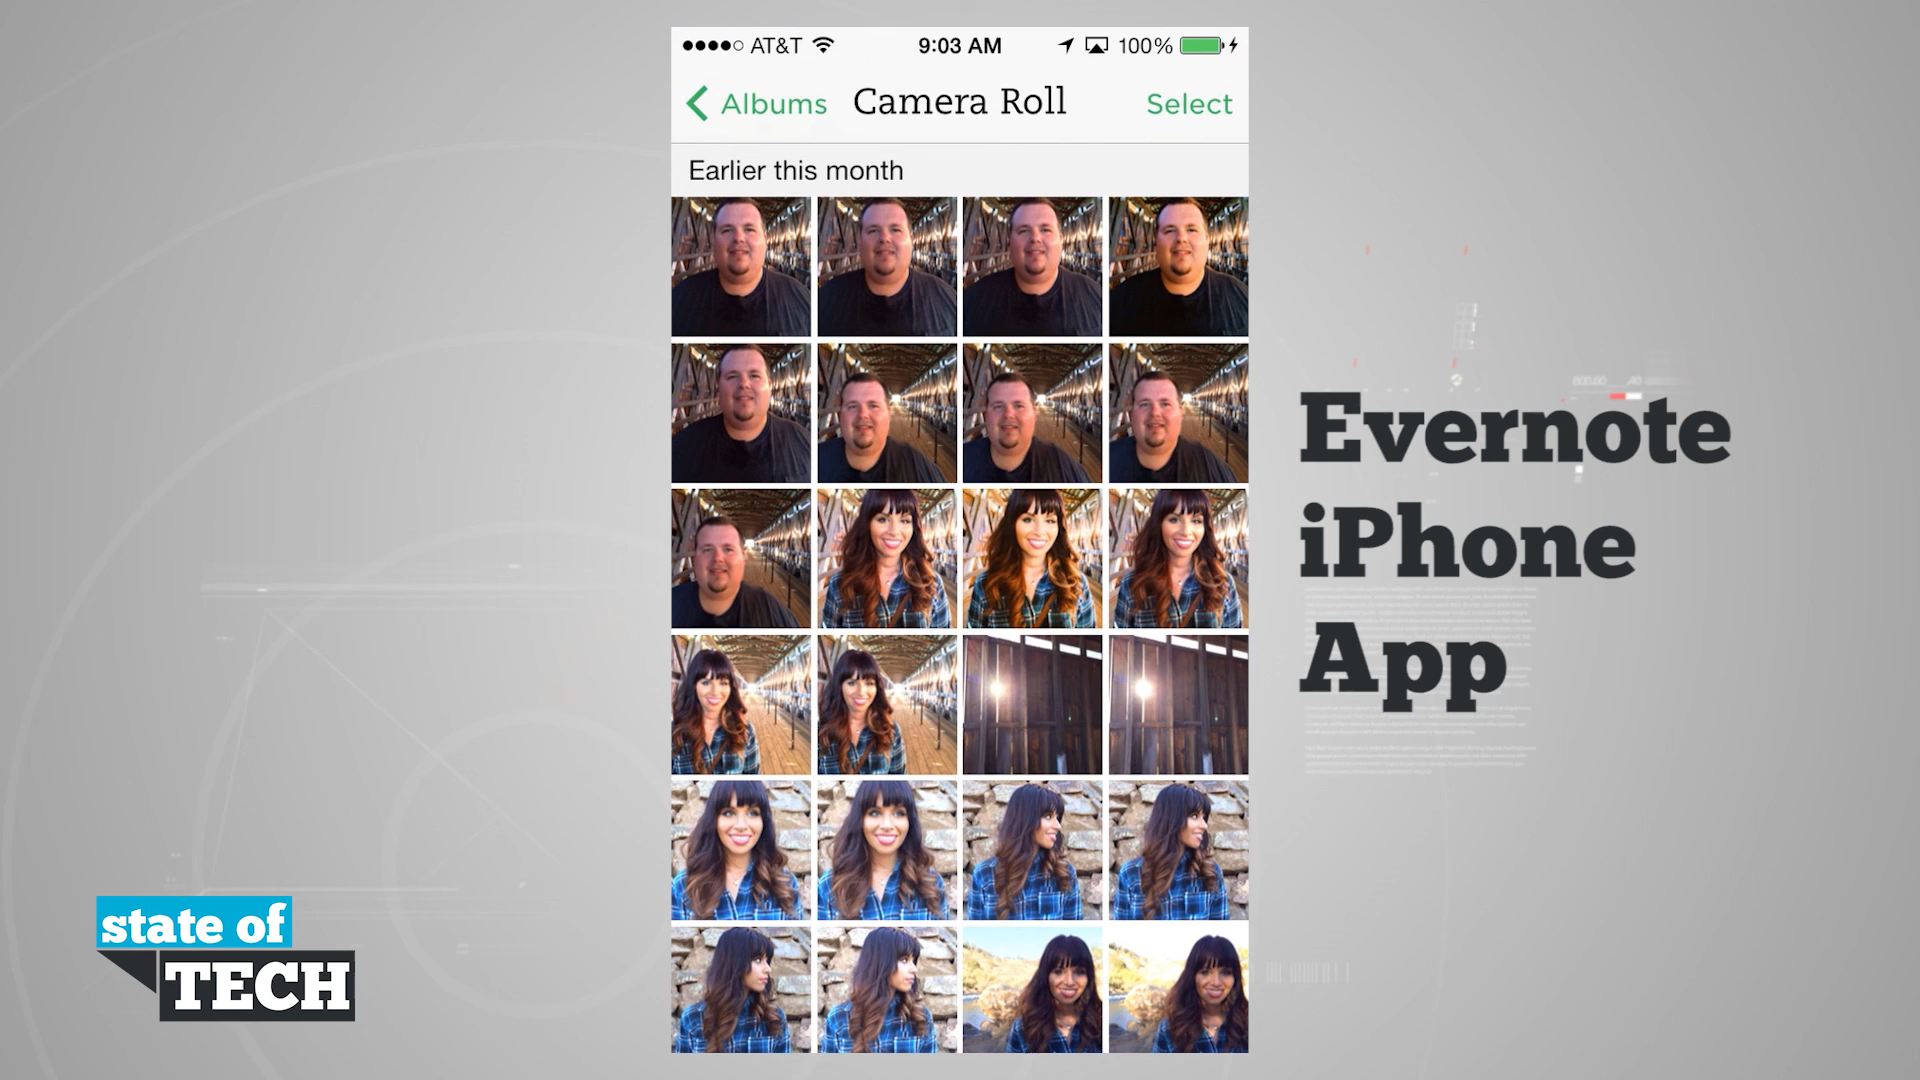 AT&T 9:03 AM 100%
Albums Camera Roll Select
Earlier this month
Evernote
iPhone
App
state of
TECH